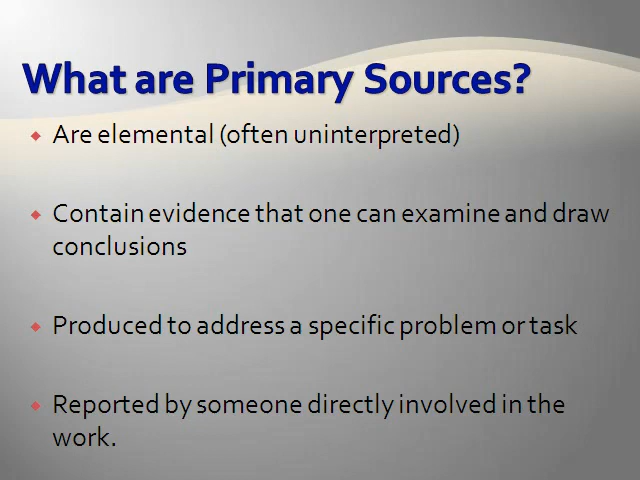 What are Primary Sources?
Are elemental (often uninterpreted)
Contain evidence that one can examine and draw
conclusions
Produced to address a specific problem or task
Reported by someone directly involved in the
work.